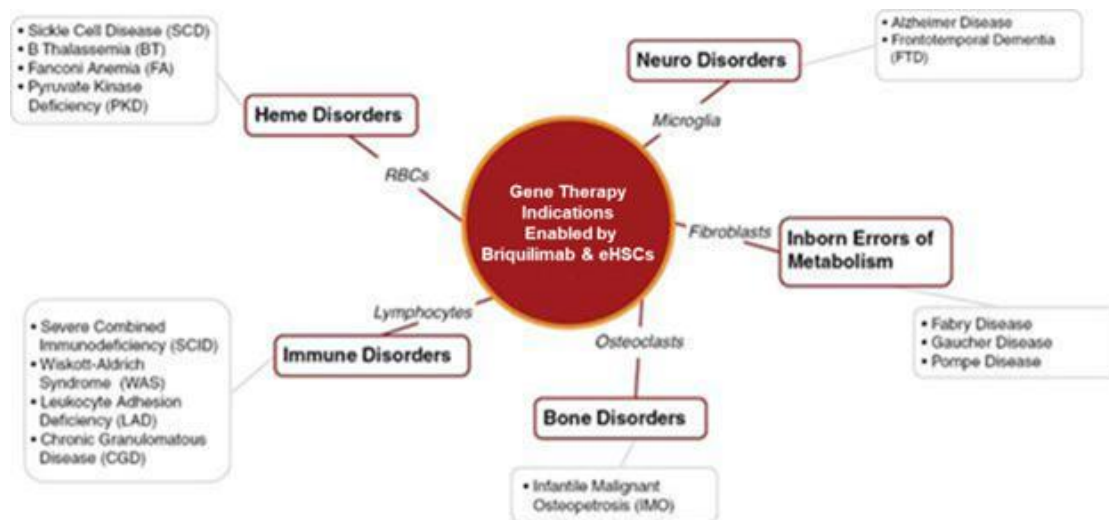 • Sickle Cell Disease (SCD)
• B Thalassemia (BT)
• Fanconi Anemia (FA)
• Pyruvate Kinase
Deficiency (PKD)
Heme Disorders
RBCs
• Alzheimer Disease
• Frontotemporal Dementia
(FTD)
Neuro Disorders
Microglia
Gene Therapy
Indications
Enabled by
Briquilimab & eHSCs
Fibroblasts
Inborn Errors of
Metabolism
• Fabry Disease
• Gaucher Disease
• Pompe Disease
Lymphocytes
Immune Disorders
• Severe Combined
Immunodeficiency (SCID)
• Wiskott-Aldrich
Syndrome (WAS)
• Leukocyte Adhesion
Deficiency (LAD)
• Chronic Granulomatous
Disease (CGD)
Osteoclasts
Bone Disorders
• Infantile Malignant
Osteopetrosis (IMO)